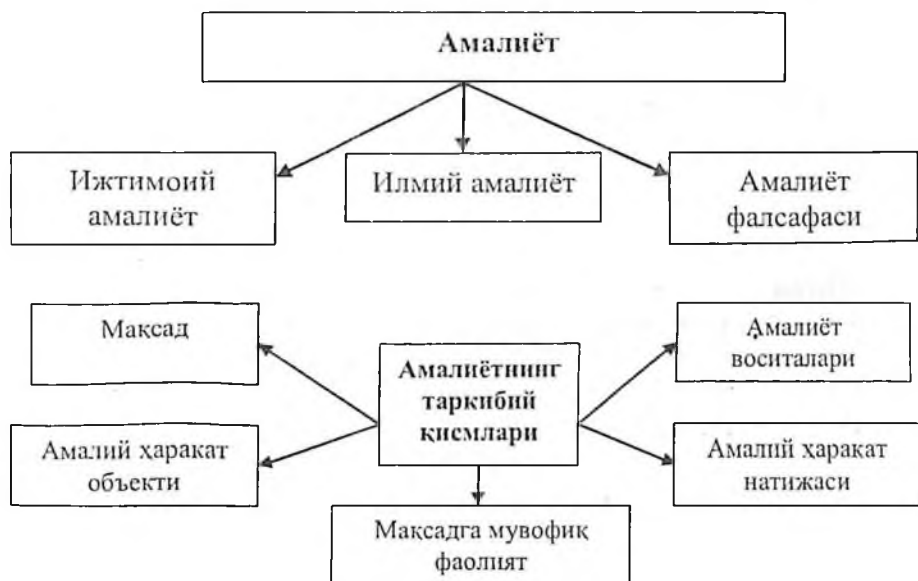 Амалиёт
Ижтимоий
амалиёт
Илмий амалиёт
Амалиёт
фалсафаси
Мақсад
Амалиёт
воситалари
Амалиётнинг
таркибий
қисмлари
Амалий ҳаракат
объекти
Амалий ҳаракат
натижаси
Мақсадга мувофиқ
фаолият